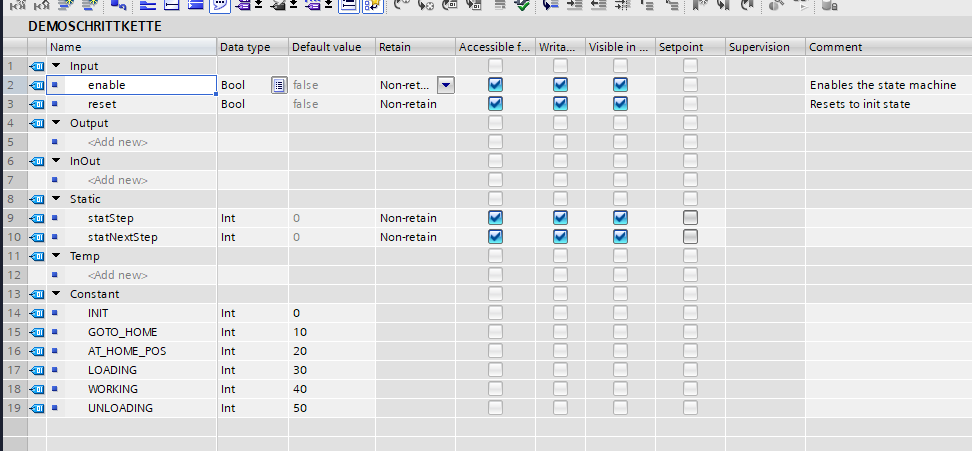 DEMOSCHRITTKETTE
Name Data type Default value Retain Accessible f... Writa... Visible in ... Setpoint Supervision Comment
1 Input
2 enable Bool false Non-ret... Enables the state machine
3 reset Bool false Non-retain Resets to init state
4 Output
5 <Add new>
6 InOut
7 <Add new>
8 Static
9 statStep Int 0 Non-retain
10 statNextStep Int 0 Non-retain
11 Temp
12 <Add new>
13 Constant
14 INIT Int 0
15 GOTO_HOME Int 10
16 AT_HOME_POS Int 20
17 LOADING Int 30
18 WORKING Int 40
19 UNLOADING Int 50